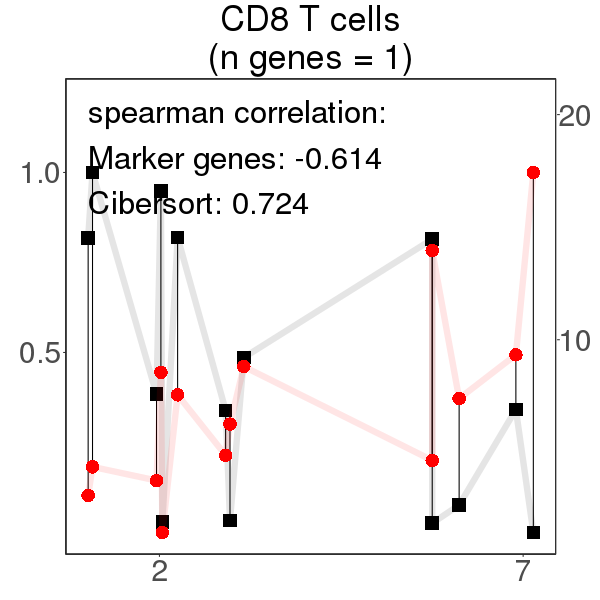 CD8 T cells
(n genes = 1)
spearman correlation:
Marker genes: -0.614
Cibersort: 0.724
20
1.0
0.5
10
2
7